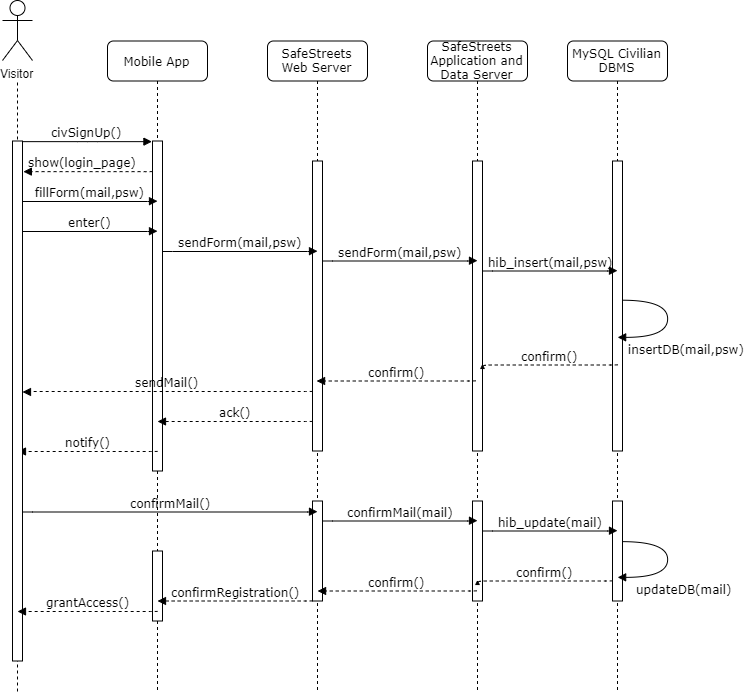 Visitor
Mobile App
SafeStreets
Web Server
SafeStreets
Application and
Data Server
MySQL Civilian
DBMS
civSignUp()
show(login_page)
fillForm(mail,psw)
enter()
sendForm(mail,psw)
sendForm(mail,psw)
hib_insert(mail,psw)
insertDB(mail,psw)
confirm()
confirm()
sendMail()
ack()
notify()
confirmMail()
confirmMail(mail)
hib_update(mail)
updateDB(mail)
confirm()
confirm()
confirmRegistration()
grantAccess()